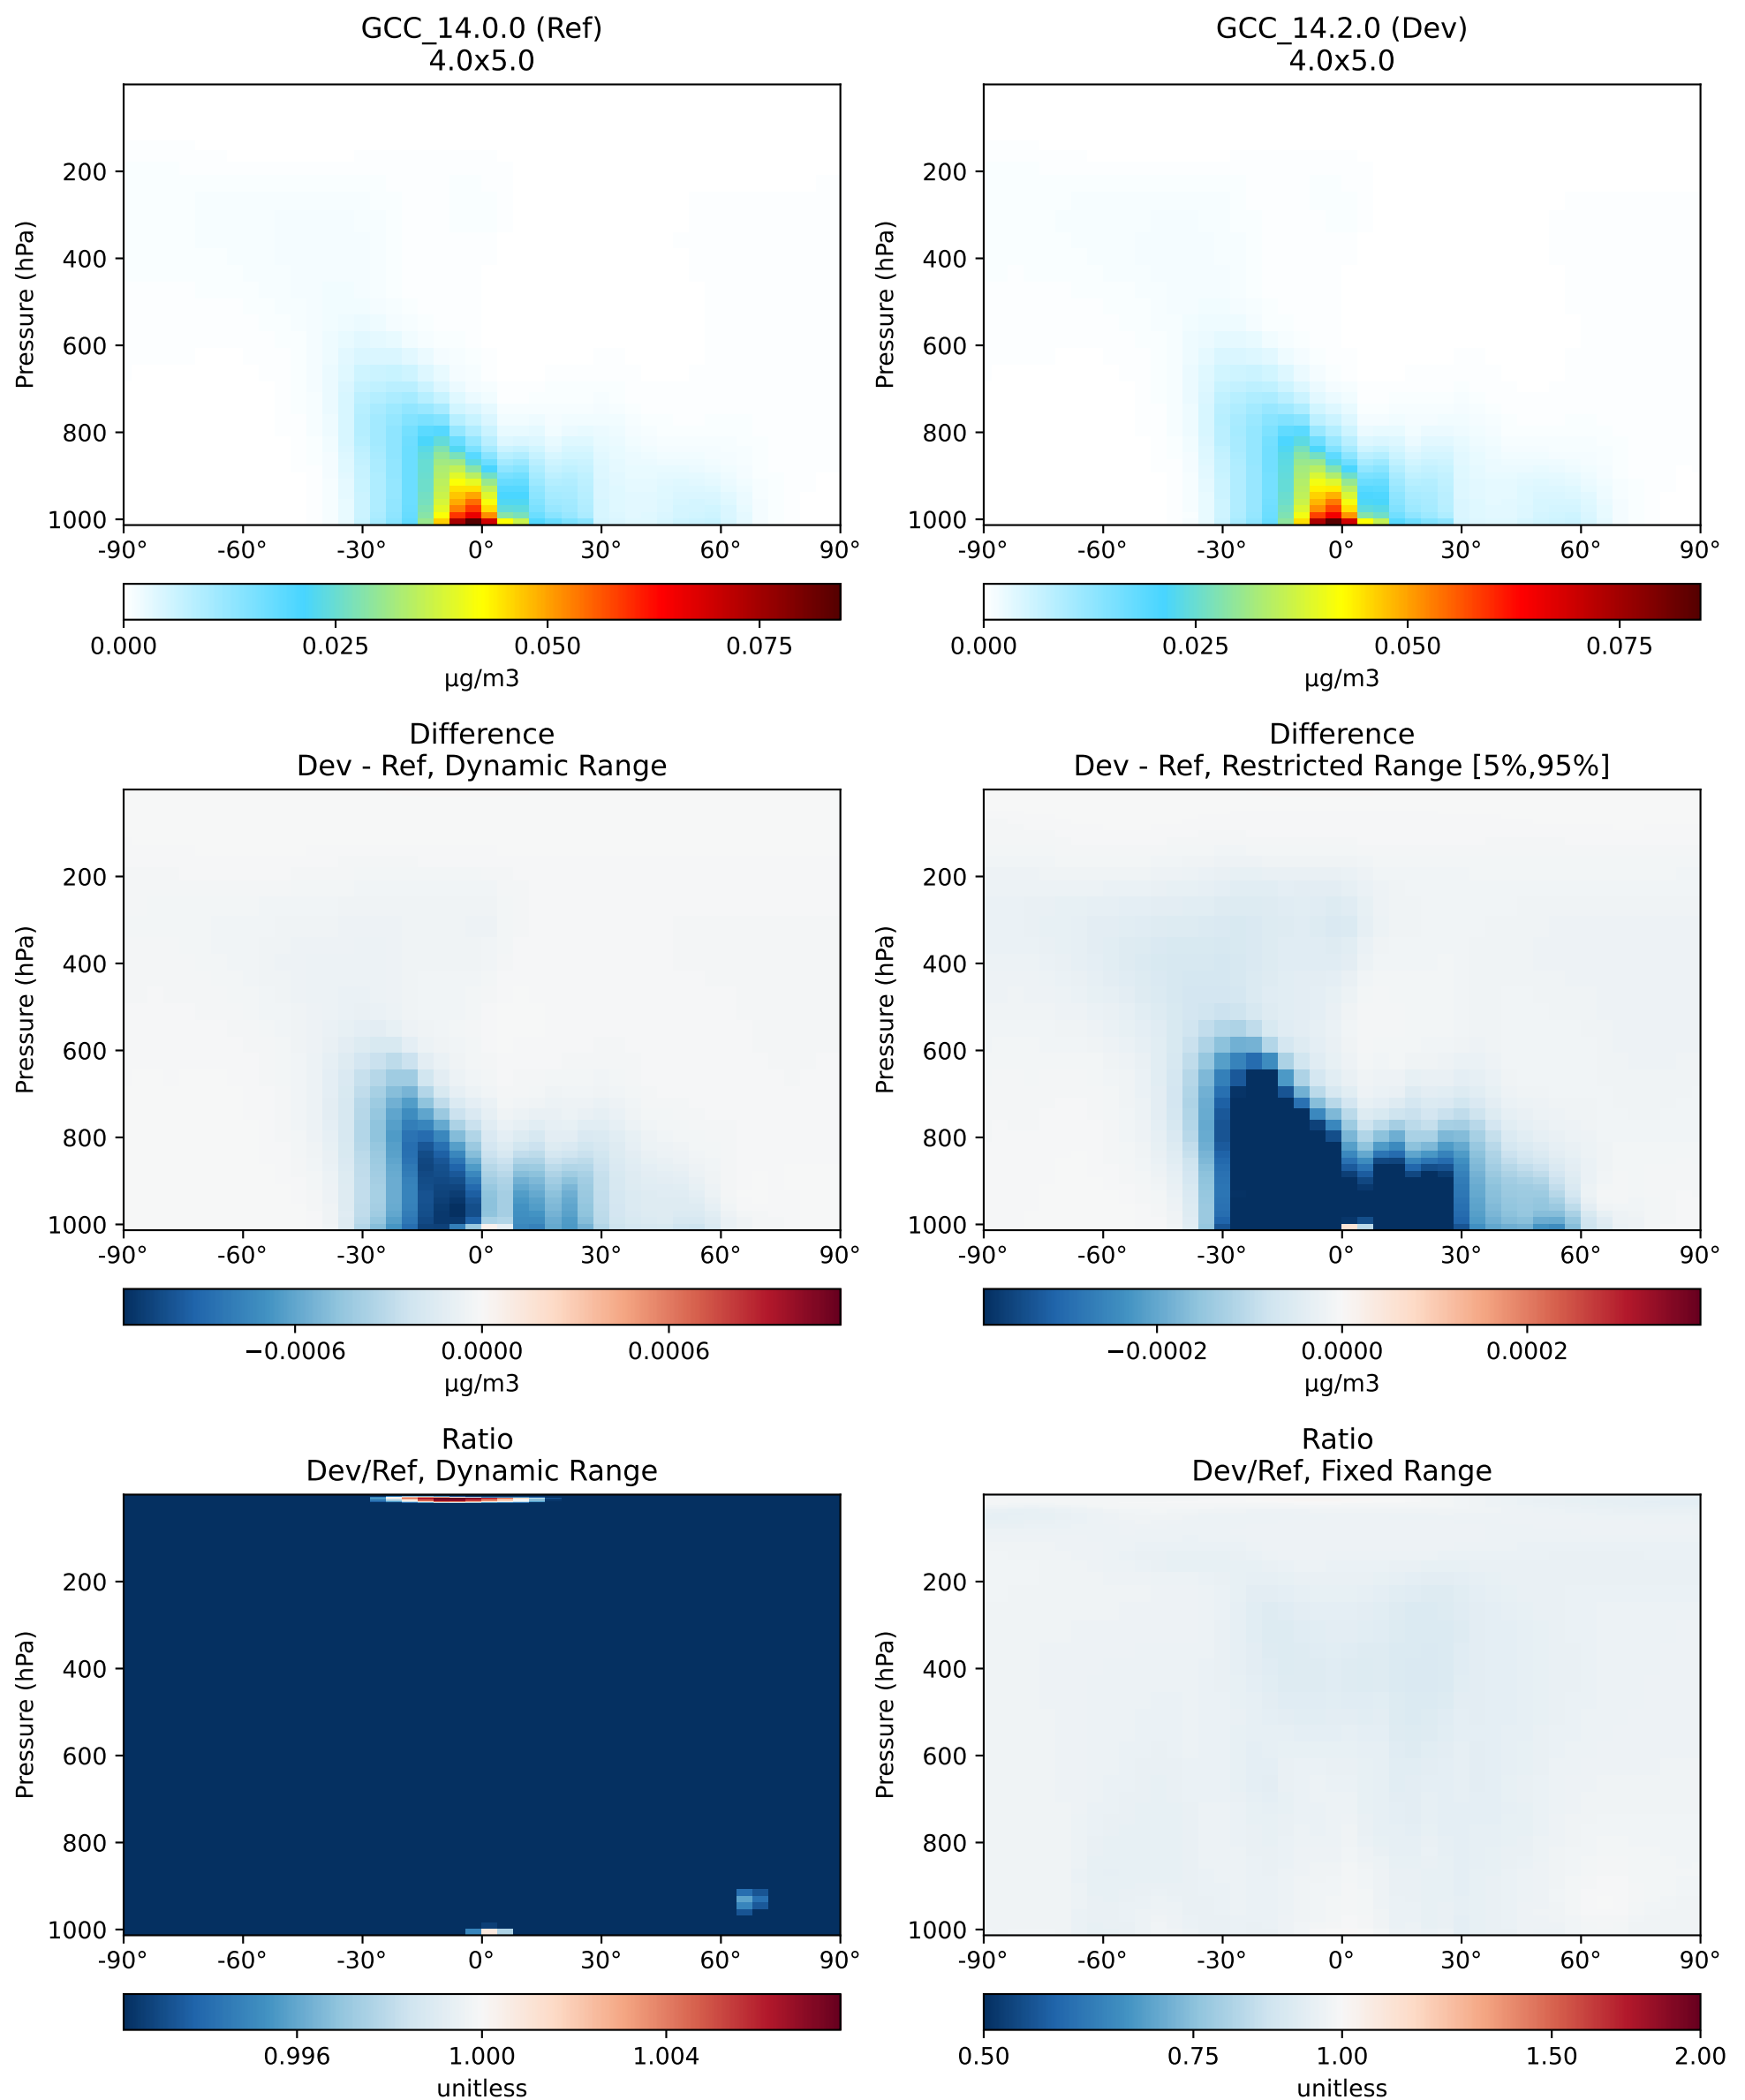 GCC_14.0.0 (Ref)
4.0x5.0
Pressure (hPa)
200
400
600
800
1000
-90° -60° -30° 0° 30° 60° 90°
0.000 0.025 0.050 0.075
µg/m3
GCC_14.2.0 (Dev)
4.0x5.0
Pressure (hPa)
200
400
600
800
1000
-90° -60° -30° 0° 30° 60° 90°
0.000 0.025 0.050 0.075
µg/m3
Difference
Dev - Ref, Dynamic Range
Pressure (hPa)
200
400
600
800
1000
-90° -60° -30° 0° 30° 60° 90°
−0.0006 0.0000 0.0006
µg/m3
Difference
Dev - Ref, Restricted Range [5%,95%]
Pressure (hPa)
200
400
600
800
1000
-90° -60° -30° 0° 30° 60° 90°
−0.0002 0.0000 0.0002
µg/m3
Ratio
Dev/Ref, Dynamic Range
Pressure (hPa)
200
400
600
800
1000
-90° -60° -30° 0° 30° 60° 90°
0.996 1.000 1.004
unitless
Ratio
Dev/Ref, Fixed Range
Pressure (hPa)
200
400
600
800
1000
-90° -60° -30° 0° 30° 60° 90°
0.50 0.75 1.00 1.50 2.00
unitless